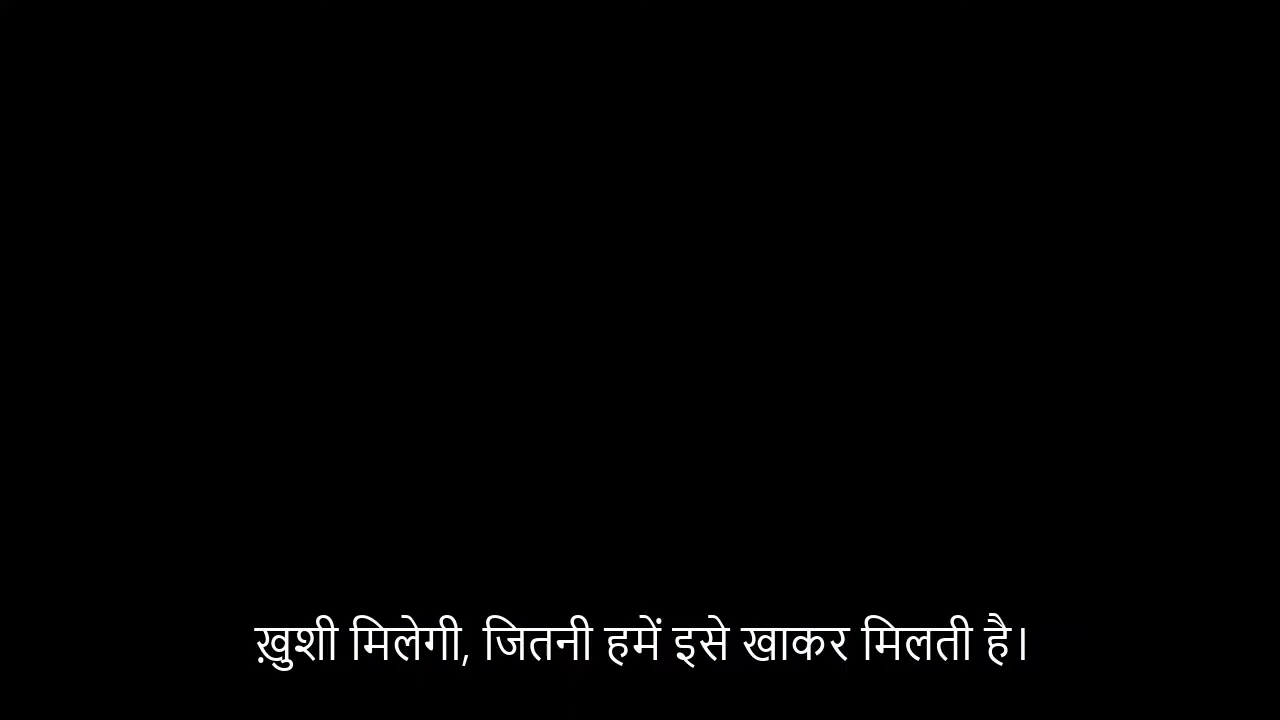 ख़ुशी मिलेगी, जितनी हमें इसे खाकर मिलती है।